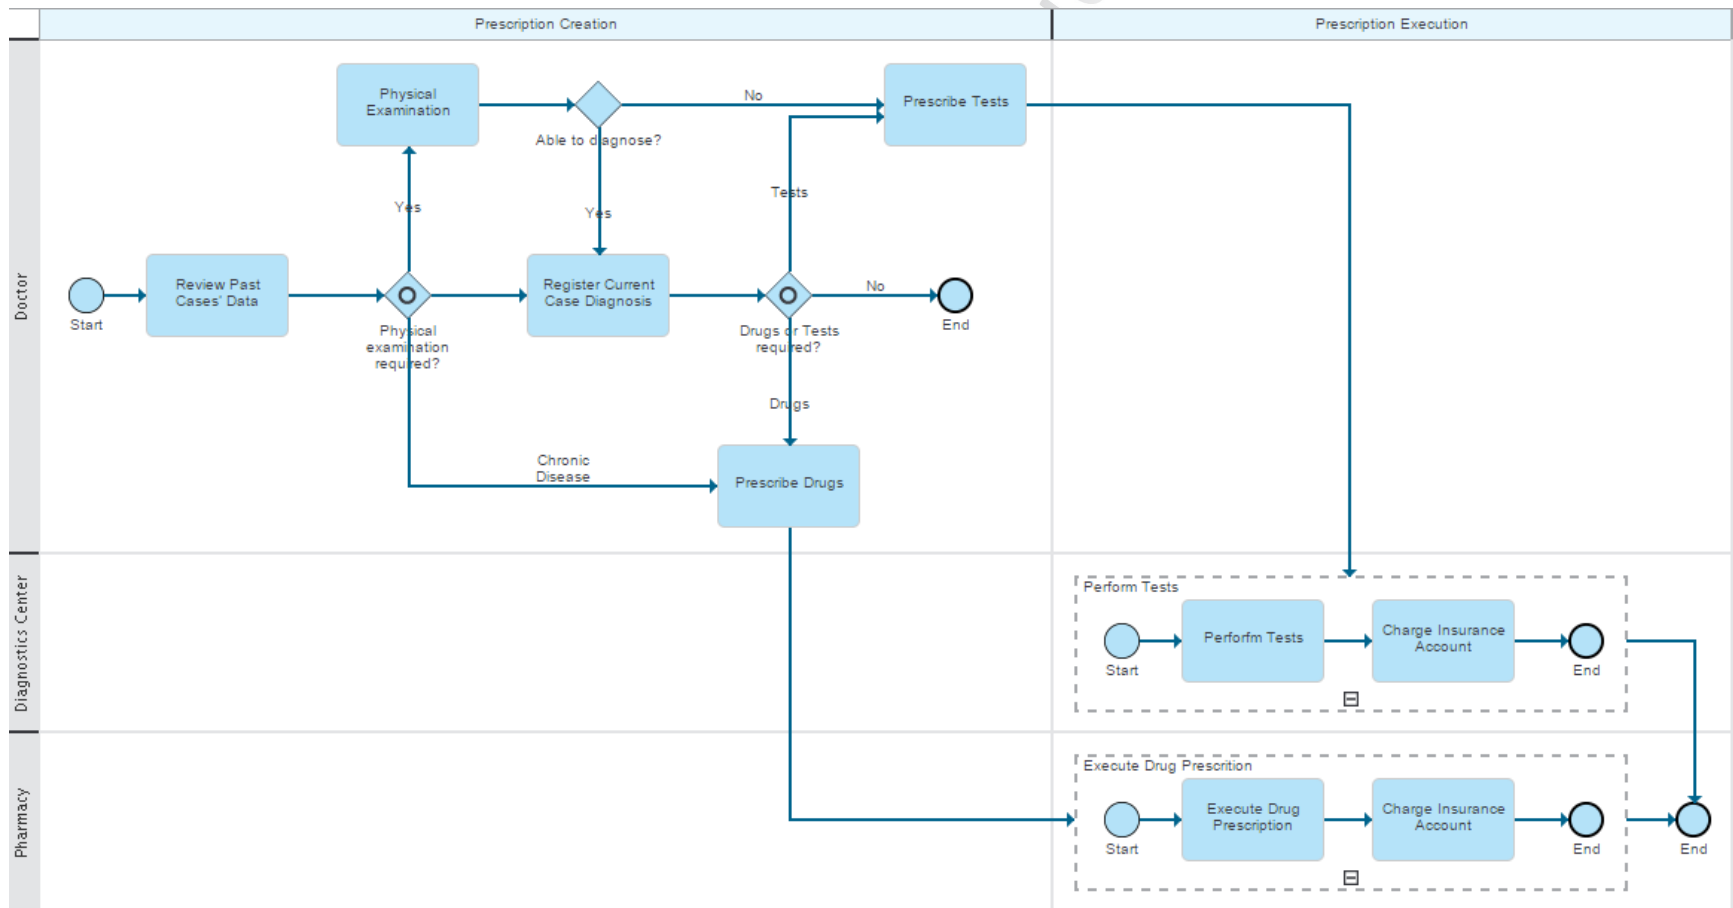 Prescription Creation
Prescription Execution
Doctor
Physical
Examination
Able to diagnose?
No
Prescribe Tests
Yes
Yes
Tests
Start
Review Past
Cases' Data
Physical
examination
required?
Register Current
Case Diagnosis
Drugs or Tests
required?
No
End
Drugs
Chronic
Disease
Prescribe Drugs
Diagnostics Center
Perform Tests
Start
Perforfm Tests
Charge Insurance
Account
End
Pharmacy
Execute Drug Prescrition
Start
Execute Drug
Prescription
Charge Insurance
Account
End
End